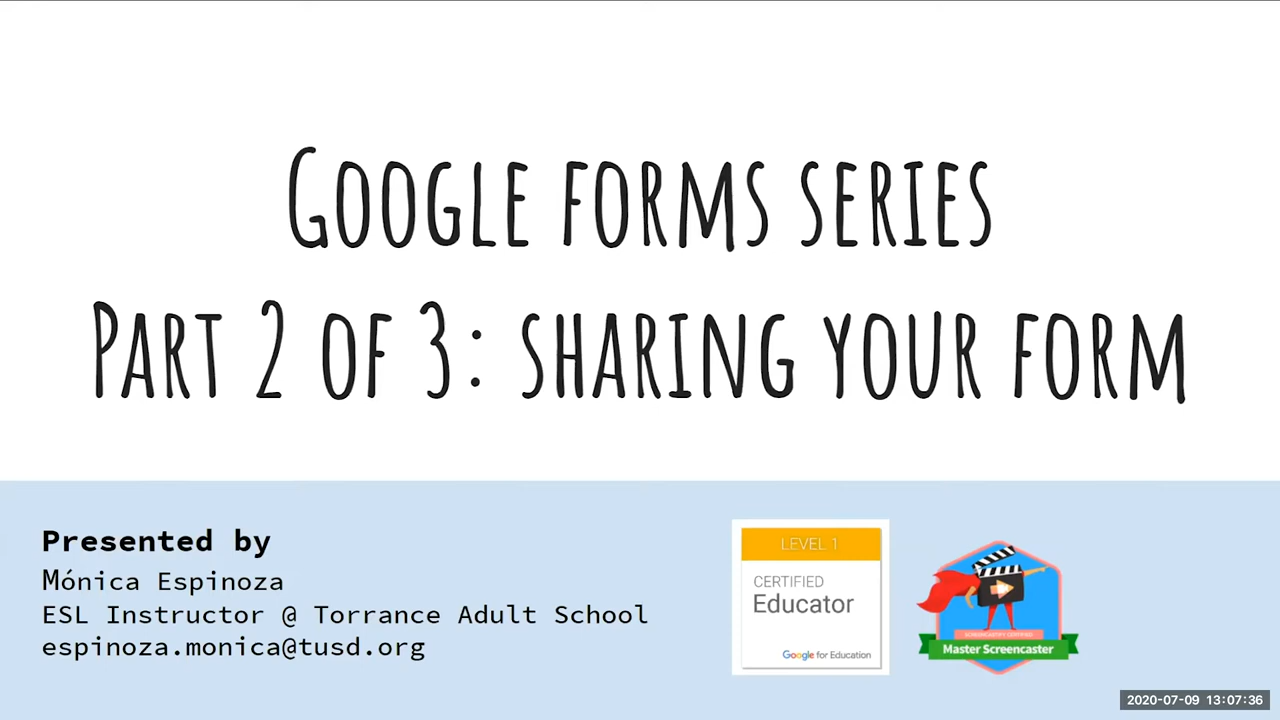 Google forms series
Part 2 of 3: sharing your form
Presented by
Mónica Espinoza
ESL Instructor @ Torrance Adult School
espinoza.monica@tusd.org
LEVEL 1
CERTIFIED
Educator
Google for Education
SCREENCASTIFY CERTIFIED
Master Screencaster
2020-07-09 13:07:36